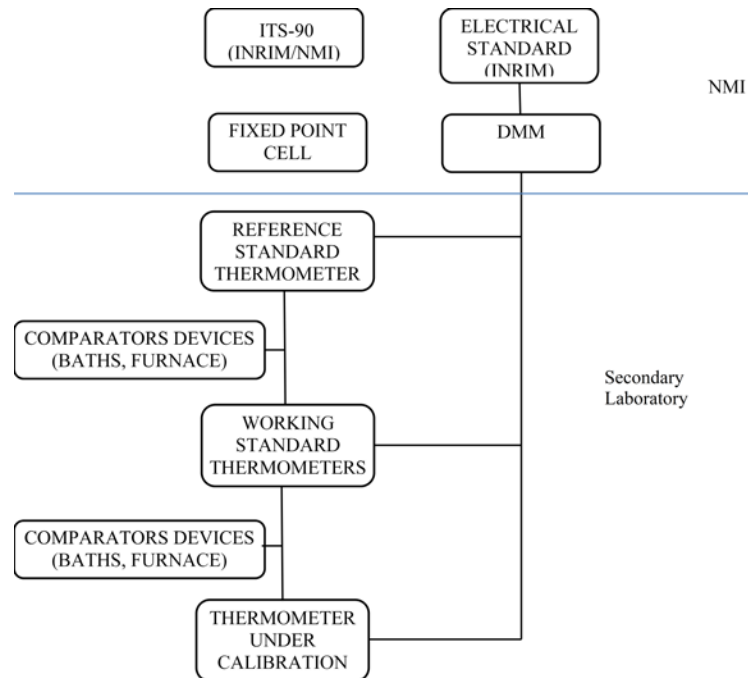 ITS-90
(INRIM/NMI)
ELECTRICAL
STANDARD
(INRIM)
NMI
FIXED POINT
CELL
DMM
REFERENCE
STANDARD
THERMOMETER
COMPARATORS DEVICES
(BATHS, FURNACE)
Secondary
Laboratory
WORKING
STANDARD
THERMOMETERS
COMPARATORS DEVICES
(BATHS, FURNACE)
THERMOMETER
UNDER
CALIBRATION